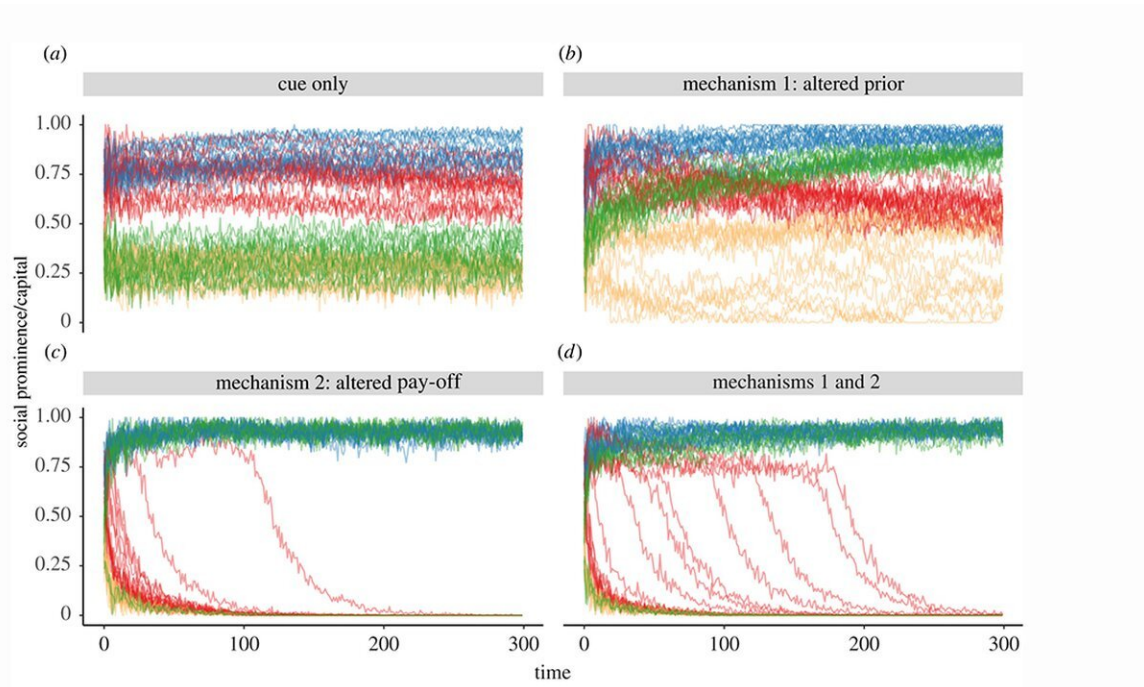 (a)
cue only
(b)
mechanism 1: altered prior
1.00
0.75
0.50
0.25
0
social prominence/capital
(c)
mechanism 2: altered pay-off
(d)
mechanisms 1 and 2
1.00
0.75
0.50
0.25
0
0 100 200 300
0 100 200 300
time